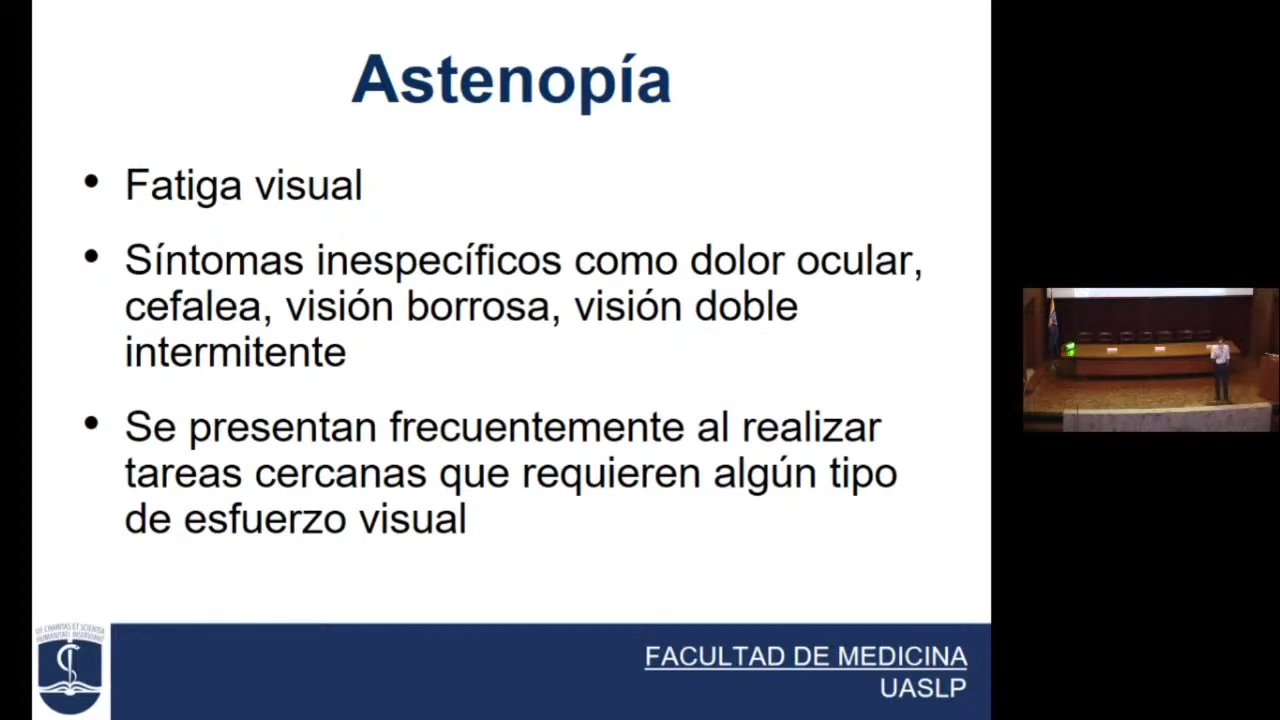 Astenopía
• Fatiga visual
• Síntomas inespecíficos como dolor ocular,
cefalea, visión borrosa, visión doble
intermitente
• Se presentan frecuentemente al realizar
tareas cercanas que requieren algún tipo
de esfuerzo visual
FACULTAD DE MEDICINA
UASLP